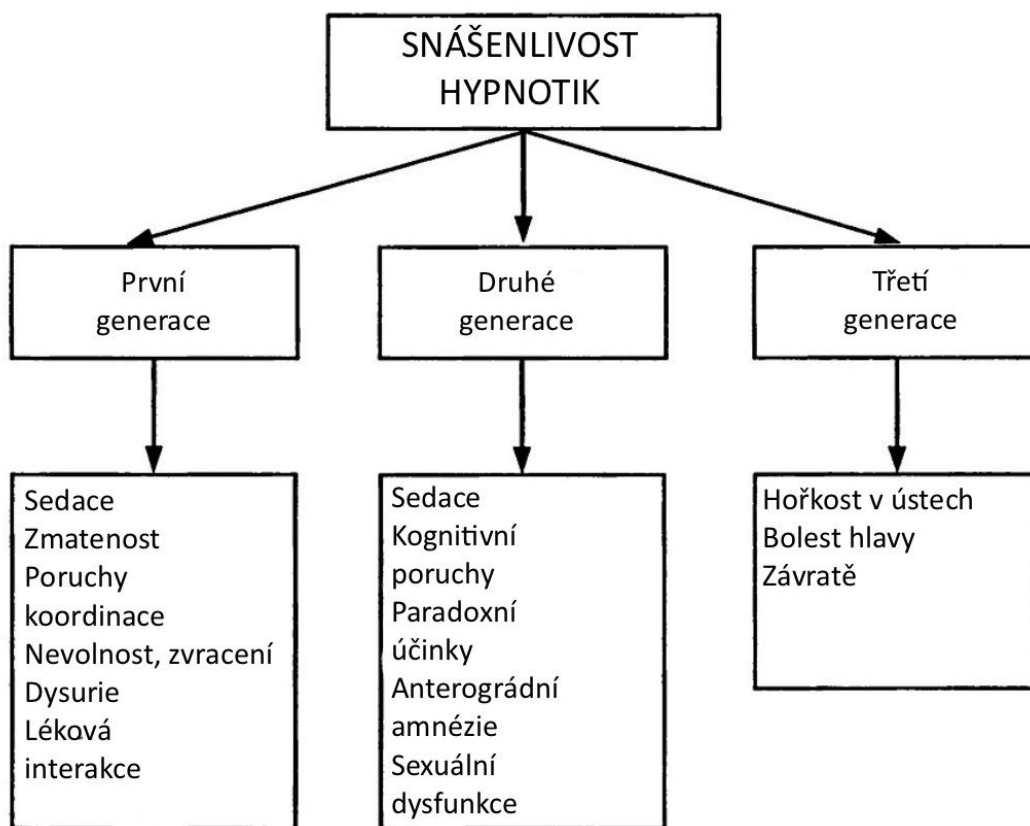 SNÁŠENLIVOST
HYPNOTIK
První
generace
Druhé
generace
Třetí
generace
Sedace
Zmatenost
Poruchy
koordinace
Nevolnost, zvracení
Dysurie
Léková
interakce
Sedace
Kognitivní
poruchy
Paradoxní
účinky
Anterográdní
amnézie
Sexuální
dysfunkce
Hořkost v ústech
Bolest hlavy
Závratě